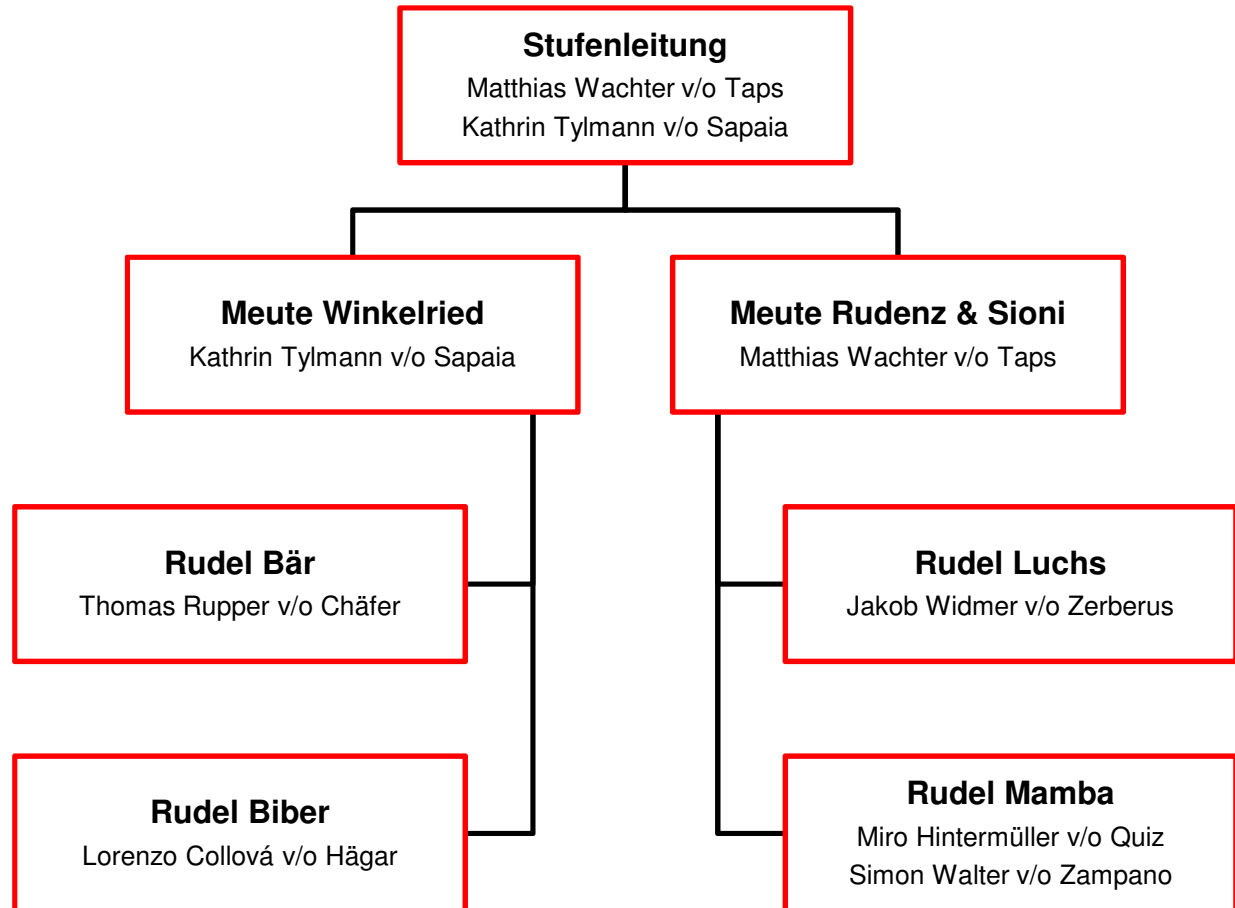 Stufenleitung
Matthias Wachter v/o Taps
Kathrin Tylmann v/o Sapaia
Meute Winkelried
Kathrin Tylmann v/o Sapaia
Meute Rudenz & Sioni
Matthias Wachter v/o Taps
Rudel Bär
Thomas Rupper v/o Chäfer
Rudel Luchs
Jakob Widmer v/o Zerberus
Rudel Biber
Lorenzo Collová v/o Hägar
Rudel Mamba
Miro Hintermüller v/o Quiz
Simon Walter v/o Zampano